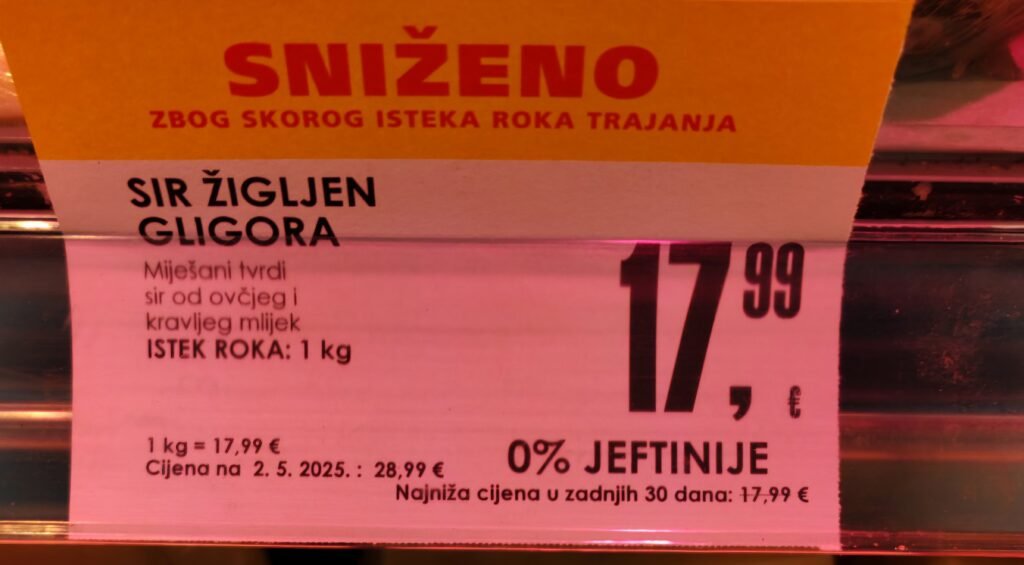 SNIŽENO
ZBOG SKOROG ISTEKA ROKA TRAJANJA
SIR ŽIGLJEN
GLIGORA
Miješani tvrdi
sir od ovčjeg i
kravljeg mlijek
ISTEK ROKA: 1 kg
17,99 €
1 kg = 17,99 €
Cijena na 2. 5. 2025. : 28,99 €
0% JEFTINIJE
Najniža cijena u zadnjih 30 dana: 17,99 €